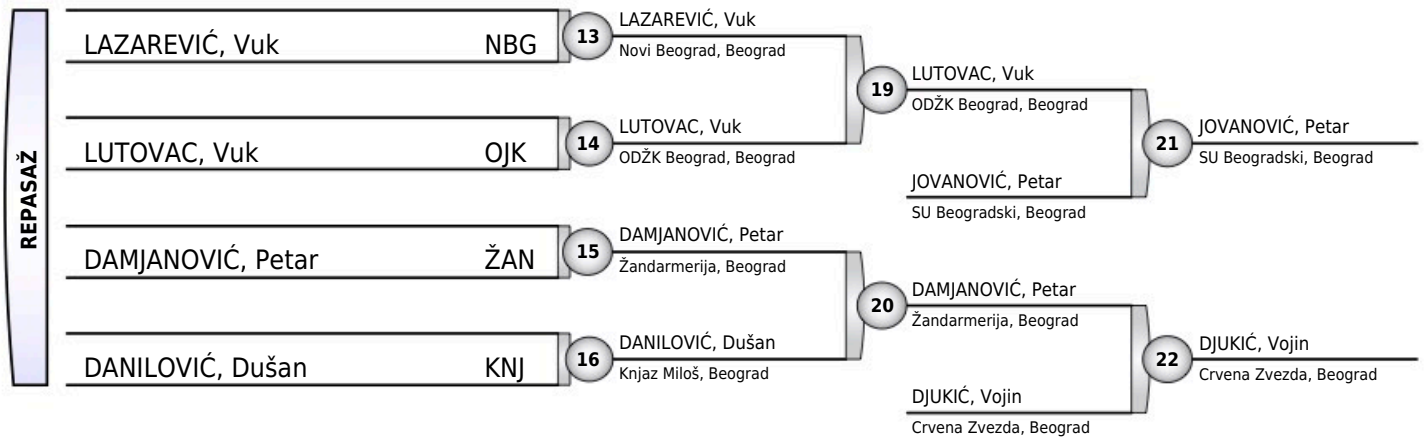 REPASAŽ
LAZAREVIĆ, Vuk NBG
13
LAZAREVIĆ, Vuk
Novi Beograd, Beograd
LUTOVAC, Vuk OJK
14
LUTOVAC, Vuk
ODŽK Beograd, Beograd
DAMJANOVIĆ, Petar ŽAN
15
DAMJANOVIĆ, Petar
Žandarmerija, Beograd
DANILOVIĆ, Dušan KNJ
16
DANILOVIĆ, Dušan
Knjaz Miloš, Beograd
19
LUTOVAC, Vuk
ODŽK Beograd, Beograd
JOVANOVIĆ, Petar
SU Beogradski, Beograd
20
DAMJANOVIĆ, Petar
Žandarmerija, Beograd
DJUKIĆ, Vojin
Crvena Zvezda, Beograd
21
JOVANOVIĆ, Petar
SU Beogradski, Beograd
22
DJUKIĆ, Vojin
Crvena Zvezda, Beograd